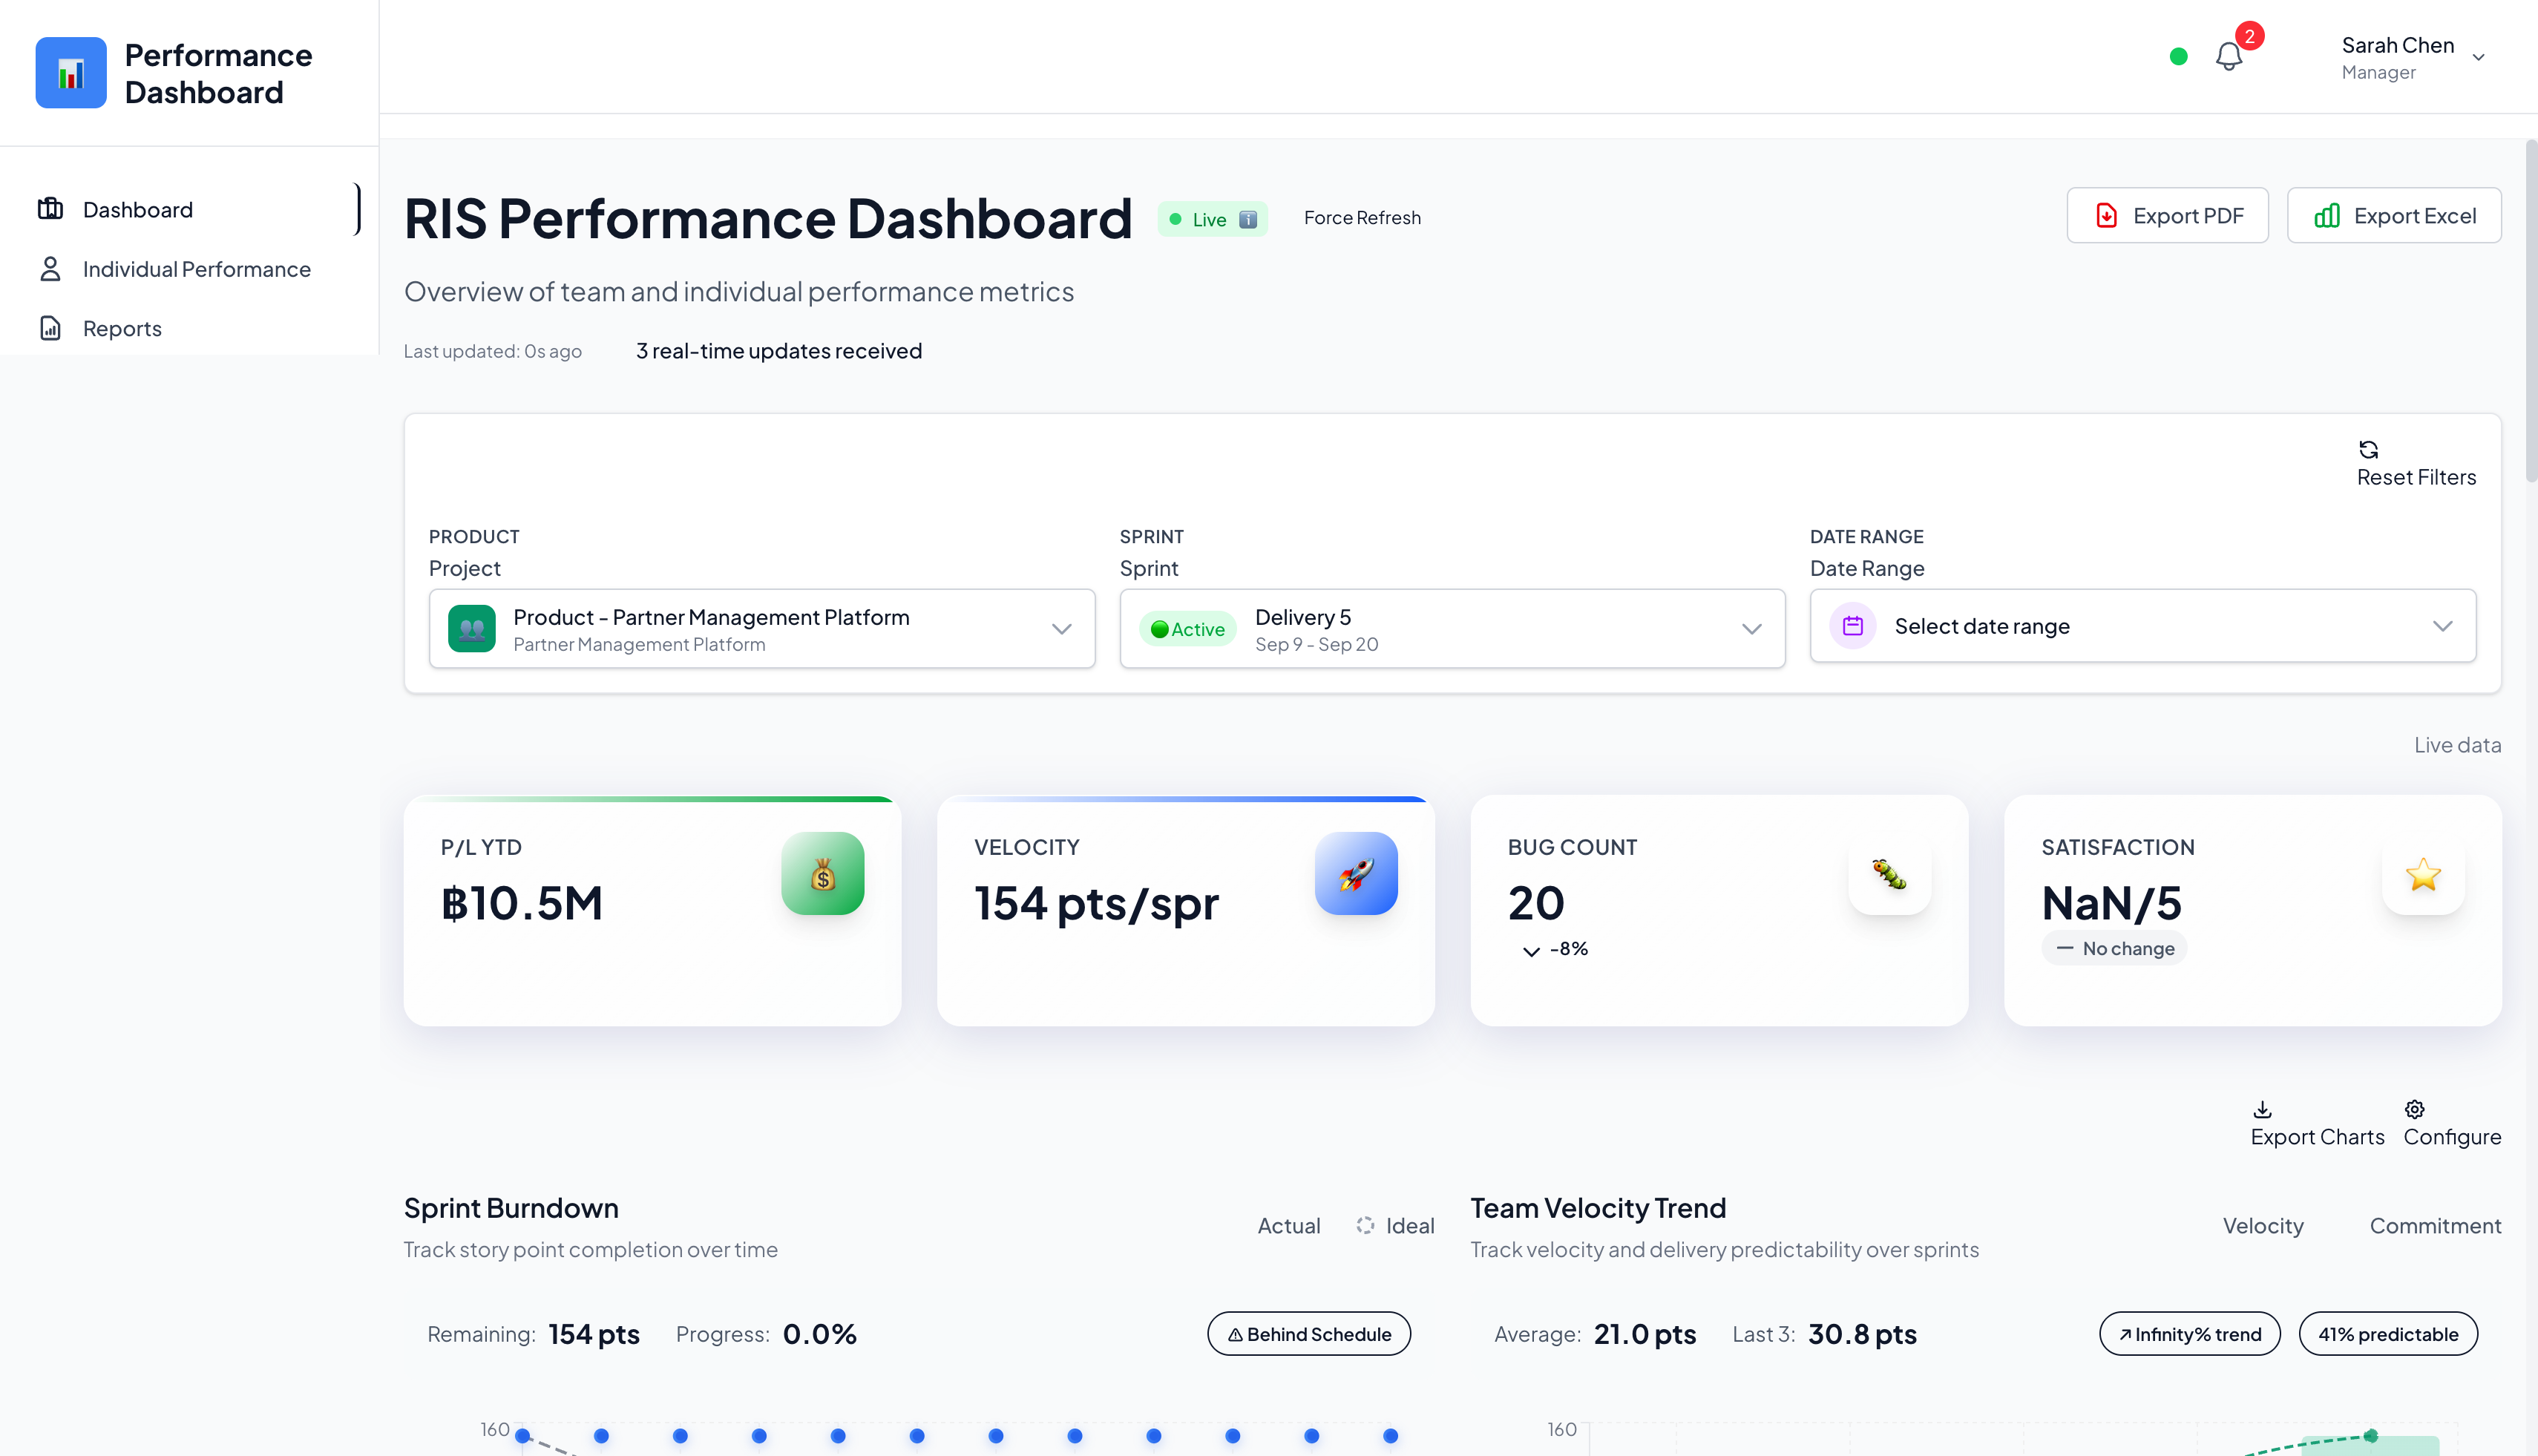 Performance
Dashboard
2
Sarah Chen
Manager
Dashboard
Individual Performance
Reports
RIS Performance Dashboard
Live
Force Refresh
Export PDF
Export Excel
Overview of team and individual performance metrics
Last updated: 0s ago
3 real-time updates received
Reset Filters
PRODUCT
Project
Product - Partner Management Platform
Partner Management Platform
SPRINT
Sprint
Active
Delivery 5
Sep 9 - Sep 20
DATE RANGE
Date Range
Select date range
Live data
P/L YTD
฿10.5M
VELOCITY
154 pts/spr
BUG COUNT
20
-8%
SATISFACTION
NaN/5
No change
Export Charts
Configure
Sprint Burndown
Track story point completion over time
Actual
Ideal
Remaining: 154 pts
Progress: 0.0%
Behind Schedule
160
Team Velocity Trend
Track velocity and delivery predictability over sprints
Velocity
Commitment
Average: 21.0 pts
Last 3: 30.8 pts
Infinity% trend
41% predictable
160